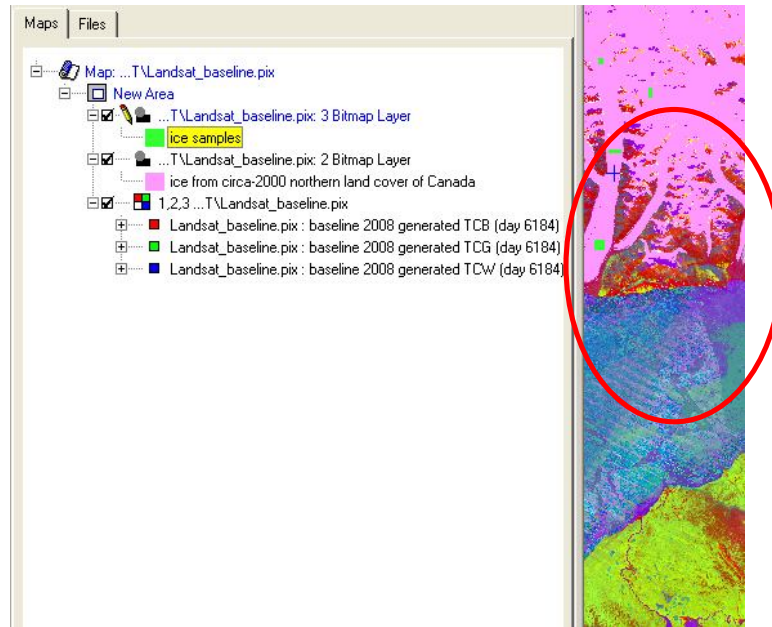 Maps Files
Map: ...T\Landsat_baseline.pix
New Area
...T\Landsat_baseline.pix: 3 Bitmap Layer
ice samples
...T\Landsat_baseline.pix: 2 Bitmap Layer
ice from circa-2000 northern land cover of Canada
1,2,3 ...T\Landsat_baseline.pix
Landsat_baseline.pix : baseline 2008 generated TCB (day 6184)
Landsat_baseline.pix : baseline 2008 generated TCG (day 6184)
Landsat_baseline.pix : baseline 2008 generated TCW (day 6184)